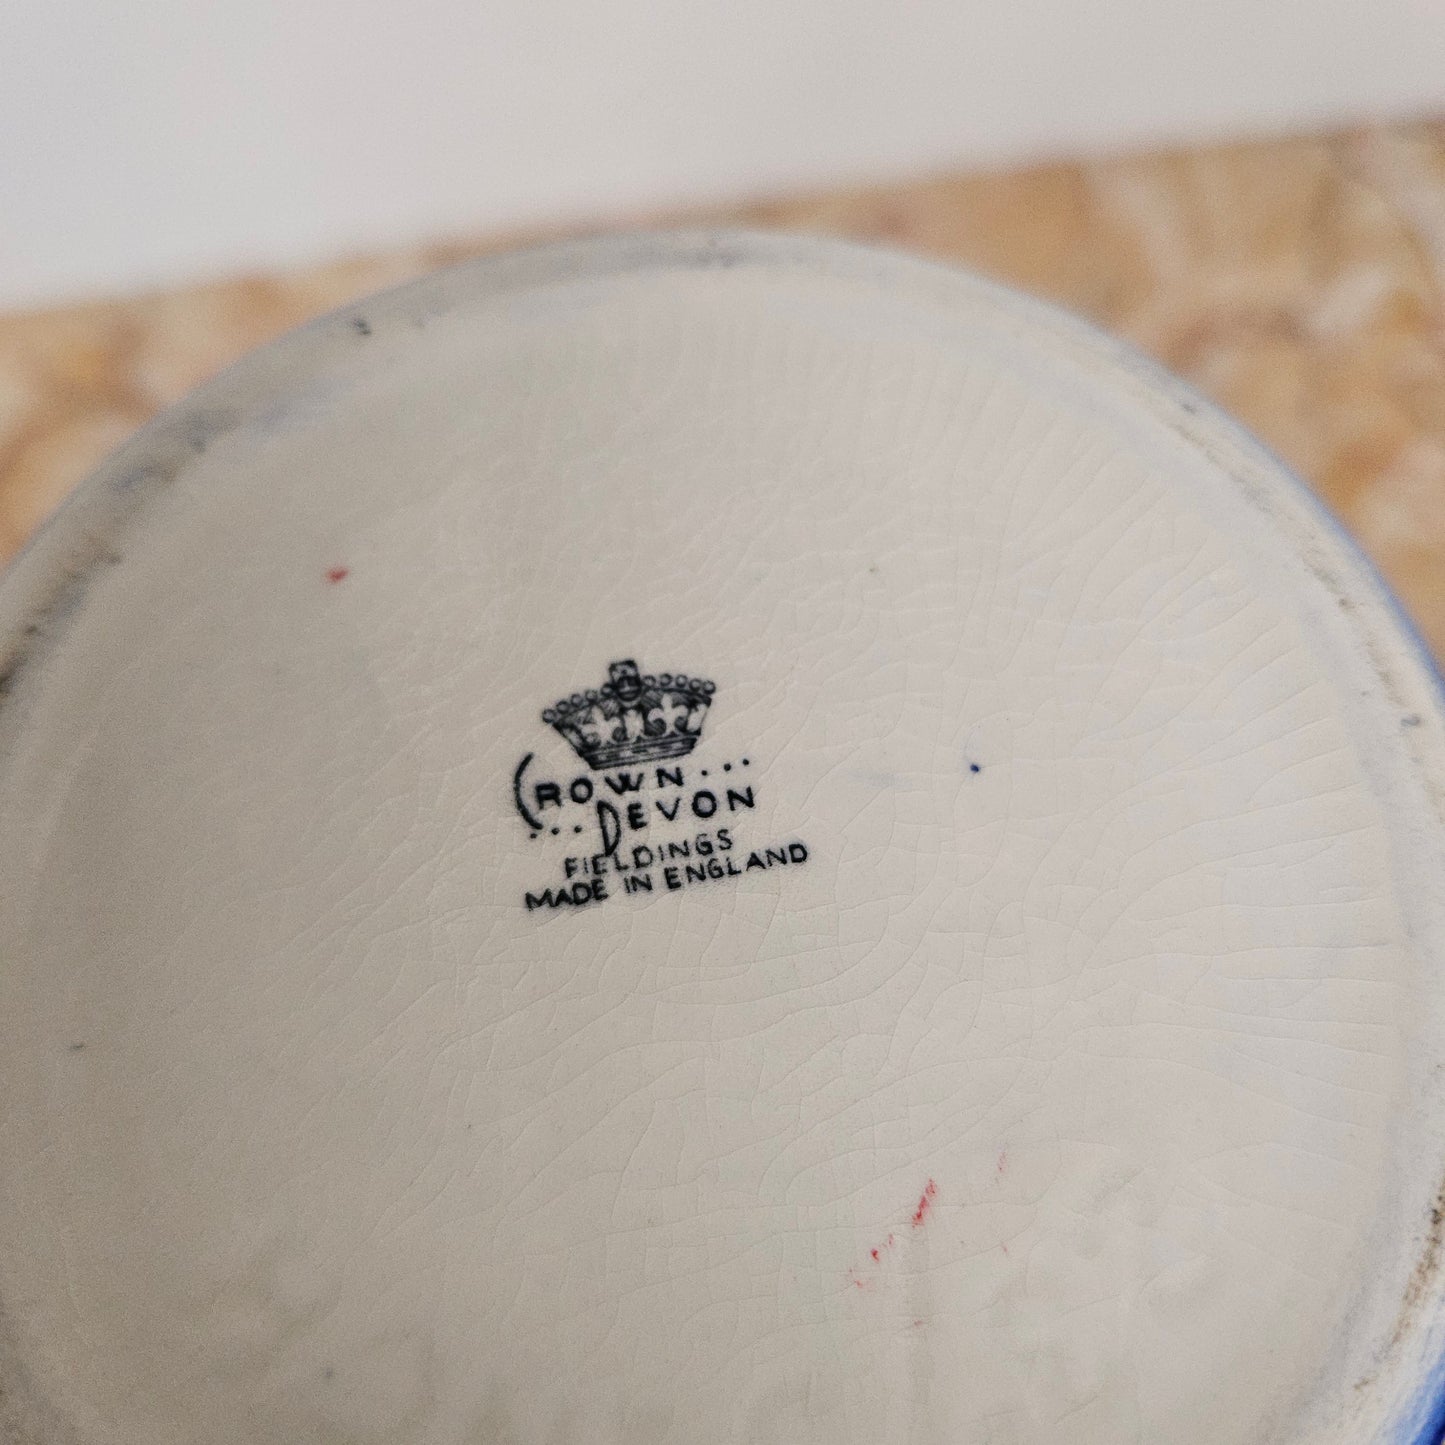 CROWN...
...DEVON
FIELDINGS
MADE IN ENGLAND